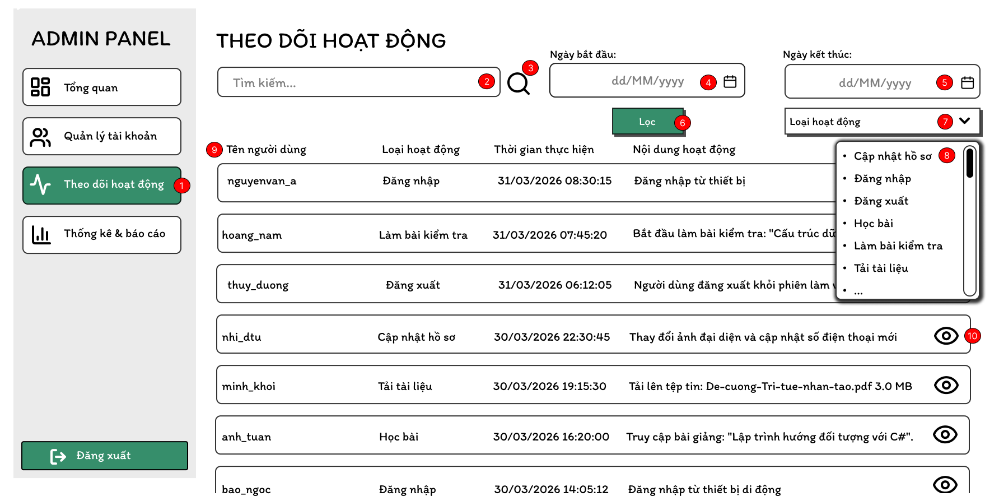 ADMIN PANEL
Tổng quan
Quản lý tài khoản
Theo dõi hoạt động 1
Thống kê & báo cáo
Đăng xuất
THEO DÕI HOẠT ĐỘNG
Tìm kiếm... 2
3
Ngày bắt đầu:
dd/MM/yyyy 4
Ngày kết thúc:
dd/MM/yyyy 5
Lọc 6
Loại hoạt động 7
Cập nhật hồ sơ 8
Đăng nhập
Đăng xuất
Học bài
Làm bài kiểm tra
Tải tài liệu
...
9 Tên người dùng Loại hoạt động Thời gian thực hiện Nội dung hoạt động
nguyenvan_a Đăng nhập 31/03/2026 08:30:15 Đăng nhập từ thiết bị
hoang_nam Làm bài kiểm tra 31/03/2026 07:45:20 Bắt đầu làm bài kiểm tra: "Cấu trúc dữ
thuy_duong Đăng xuất 31/03/2026 06:12:05 Người dùng đăng xuất khỏi phiên làm
nhi_dtu Cập nhật hồ sơ 30/03/2026 22:30:45 Thay đổi ảnh đại diện và cập nhật số điện thoại mới 10
minh_khoi Tải tài liệu 30/03/2026 19:15:30 Tải lên tệp tin: De-cuong-Tri-tue-nhan-tao.pdf 3.0 MB
anh_tuan Học bài 30/03/2026 16:20:00 Truy cập bài giảng: "Lập trình hướng đối tượng với C#".
bao_ngoc Đăng nhập 30/03/2026 14:05:12 Đăng nhập từ thiết bị di động